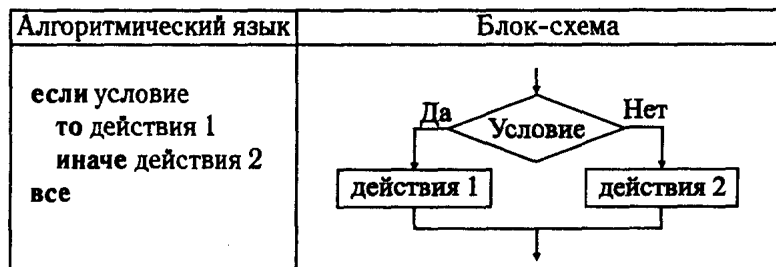 Алгоритмический язык
Блок-схема
если условие
то действия 1
иначе действия 2
все
Да
Условие
Нет
действия 1
действия 2